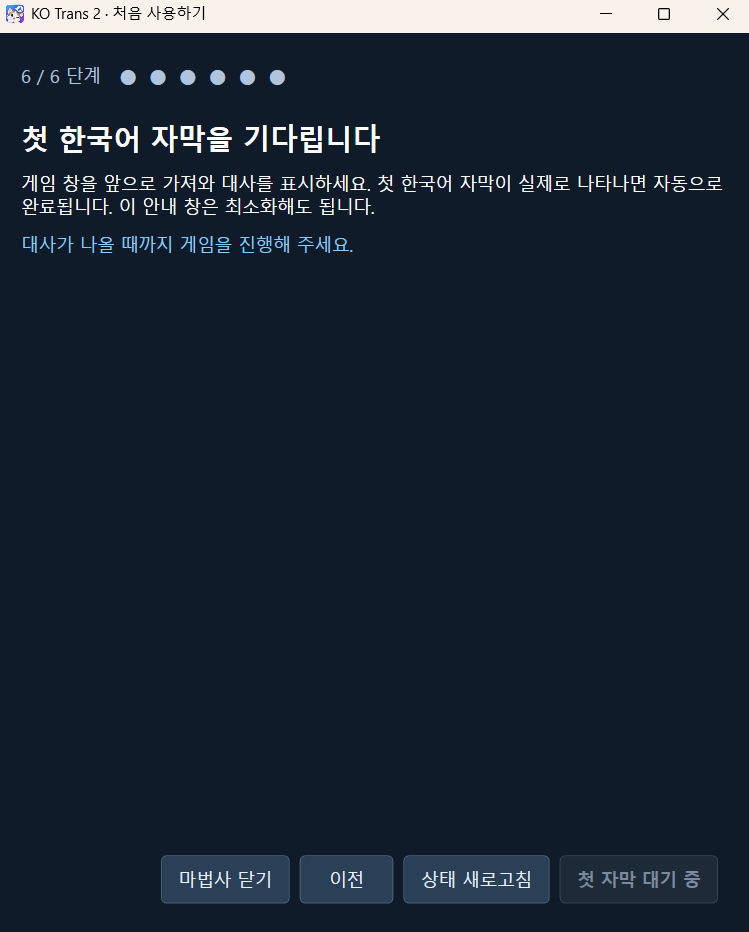 KO Trans 2 · 처음 사용하기
6 / 6 단계
첫 한국어 자막을 기다립니다
게임 창을 앞으로 가져와 대사를 표시하세요. 첫 한국어 자막이 실제로 나타나면 자동으로
완료됩니다. 이 안내 창은 최소화해도 됩니다.
대사가 나올 때까지 게임을 진행해 주세요.
마법사 닫기
이전
상태 새로고침
첫 자막 대기 중